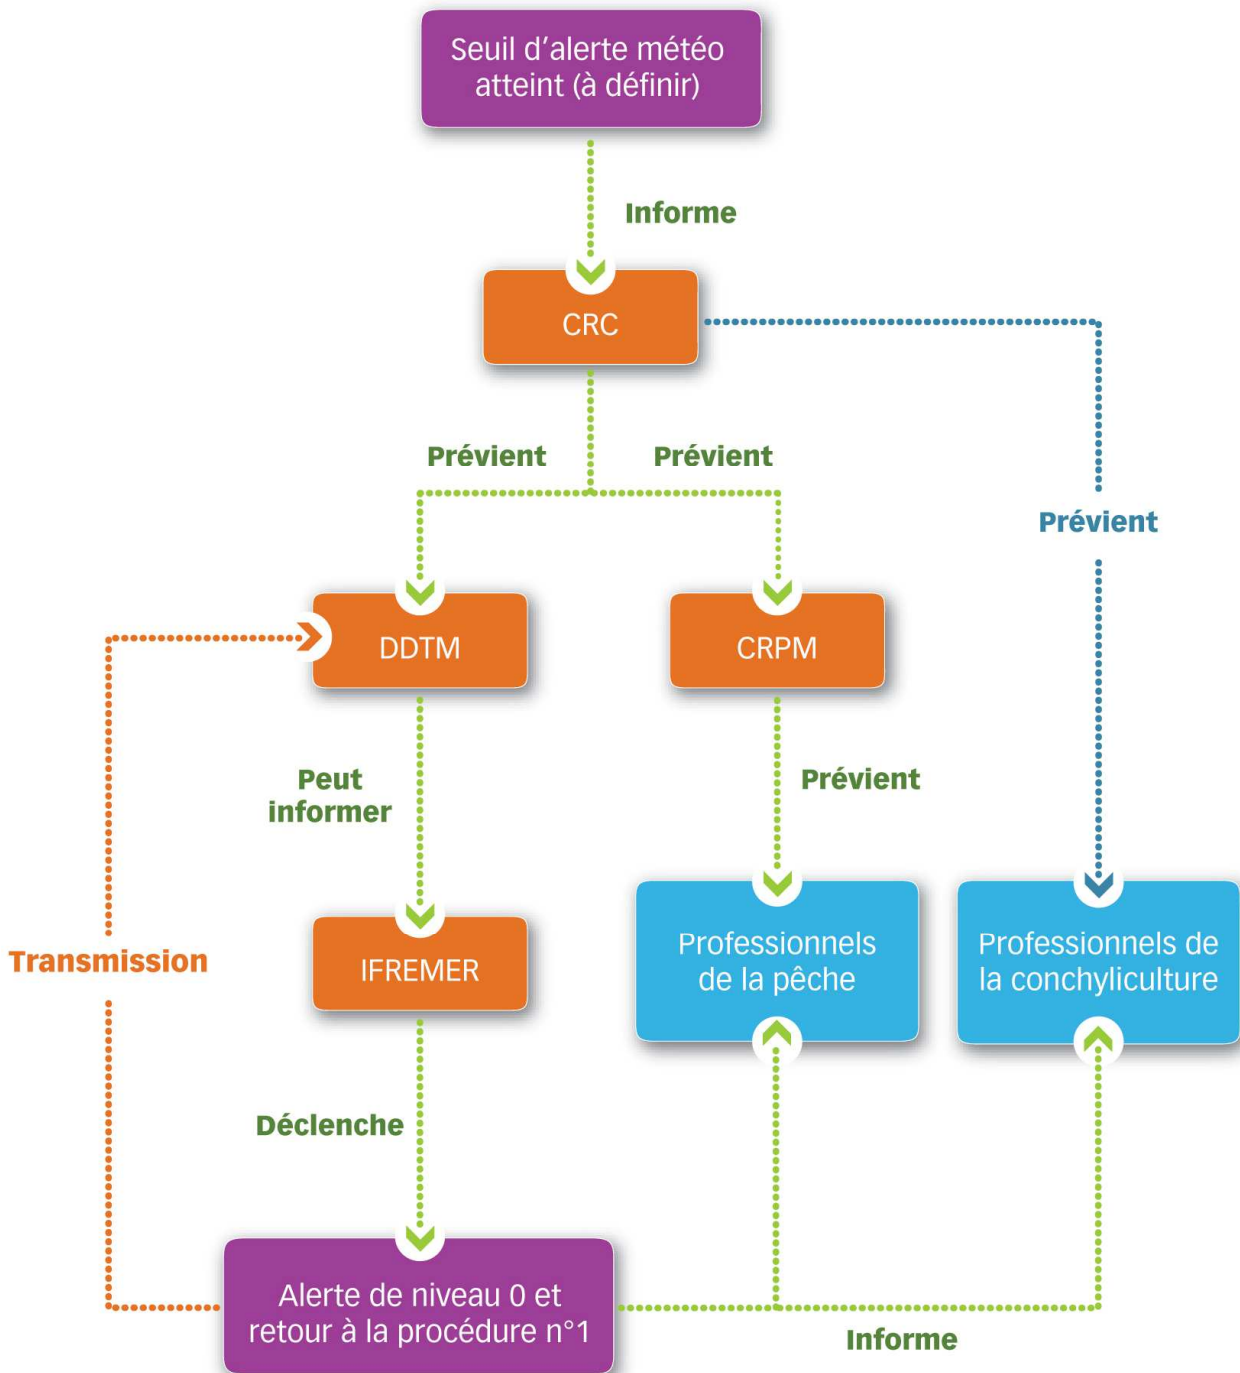 Seuil d'alerte météo
atteint (à définir)
Informe
CRC
Prévient
Prévient
Prévient
DDTM
CRPM
Peut
informer
Prévient
Transmission
IFREMER
Professionnels
de la pêche
Professionnels de
la conchyliculture
Déclenche
Alerte de niveau 0 et
retour à la procédure n°1
Informe